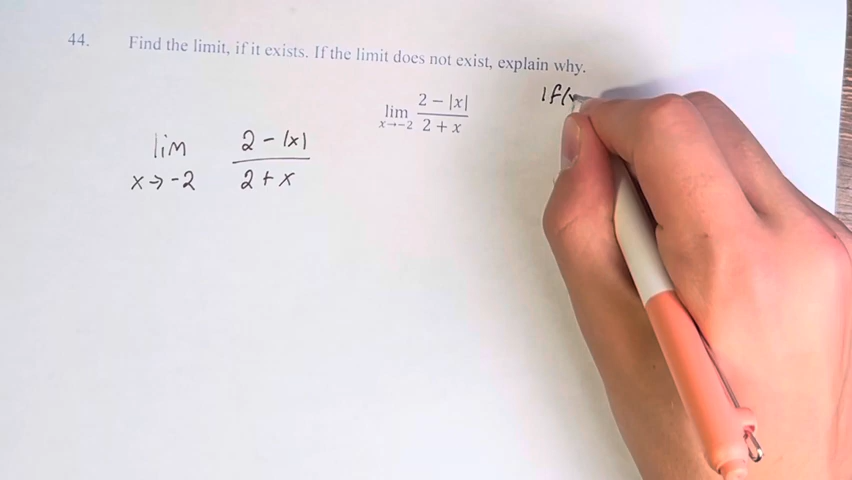 44. Find the limit, if it exists. If the limit does not exist, explain why.
lim x→−2 2 − |x| / 2 + x
lim x→-2 2 - |x| / 2 + x